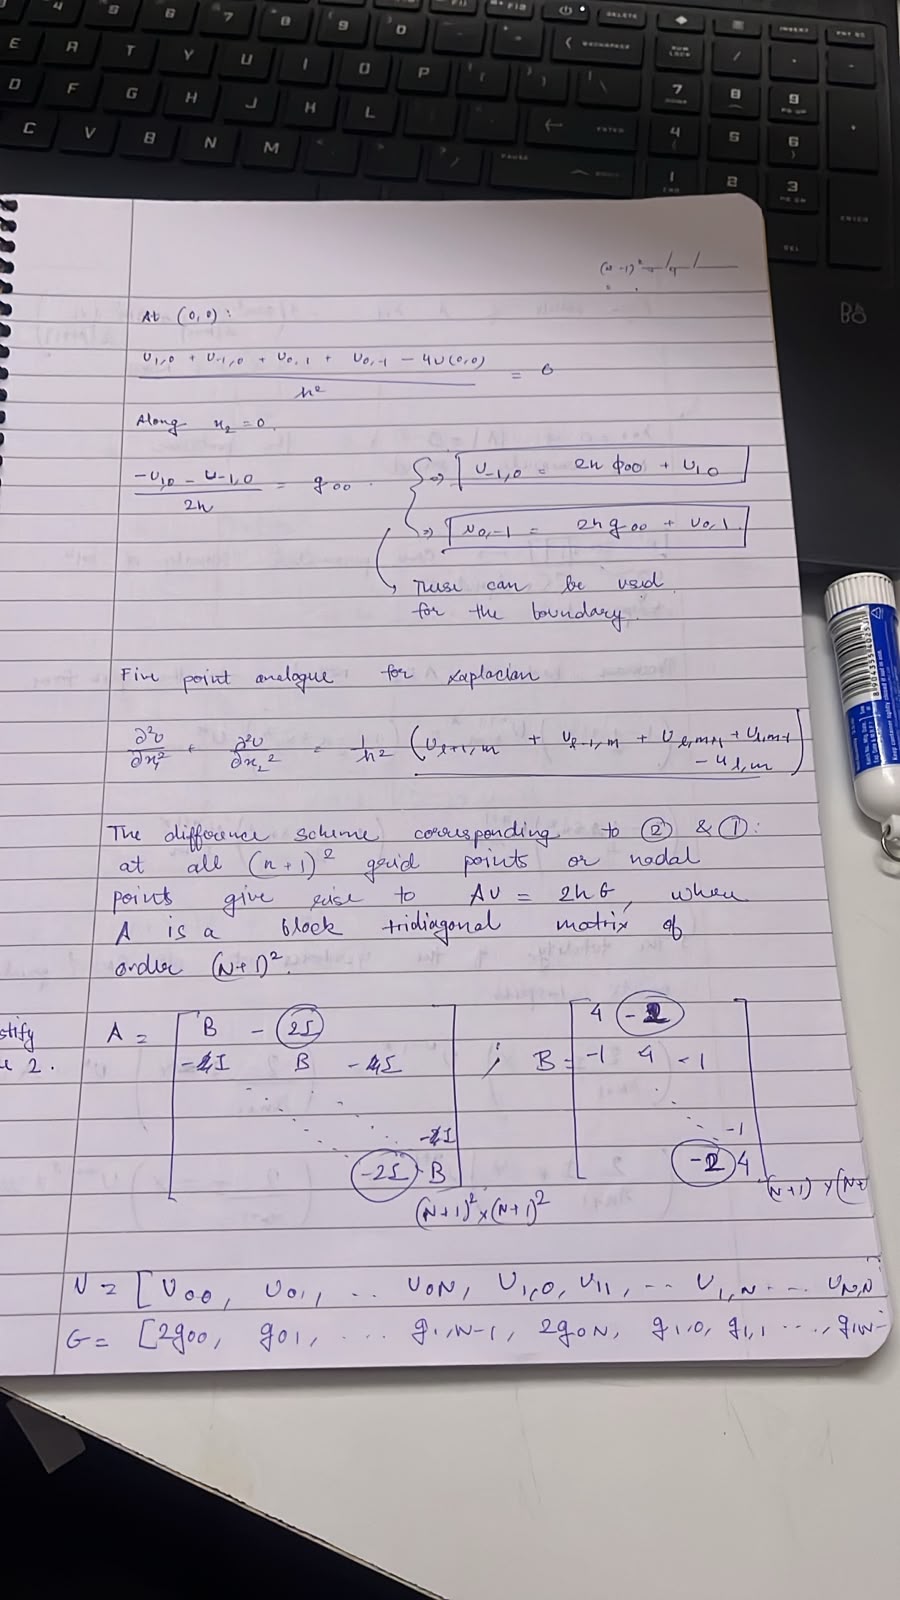 (n-1)²
At (0,0):
U1,0 + U-1,0 + U0,1 + U0,-1 - 4U(0,0) / h² = 0
Along x₂ = 0.
-U1,0 - U-1,0 / 2h = g00. => U-1,0 = 2h g00 + U1,0
=> U0,-1 = 2h g00 + U0,1.
These can be used
for the boundary.
Five point analogue for Laplacian
∂²U/∂x₁² + ∂²U/∂x₂² = 1/h² (Uℓ+1,m + Uℓ-1,m + Uℓ,m+1 + Uℓ,m-1
- 4ℓ,m)
The difference scheme corresponding to ② & ①:
at all (n+1)² grid points or nodal
points give rise to AU = 2hG, when
A is a block tridiagonal matrix of
order (N+1)².
stify A = [ B -2I ; B = [ 4 -2
2. -I B -I -1 4 -1
-I -1
-2I B ] -2 4 ]
(N+1)² × (N+1)² (N+1) × (N+
U = [U00, U01, ... U0N, U1,0, U11, ... U1,N ... UN,N
G = [2g00, g01, ... g1,N-1, 2g0N, g1,0, g1,1 ..., g1N-